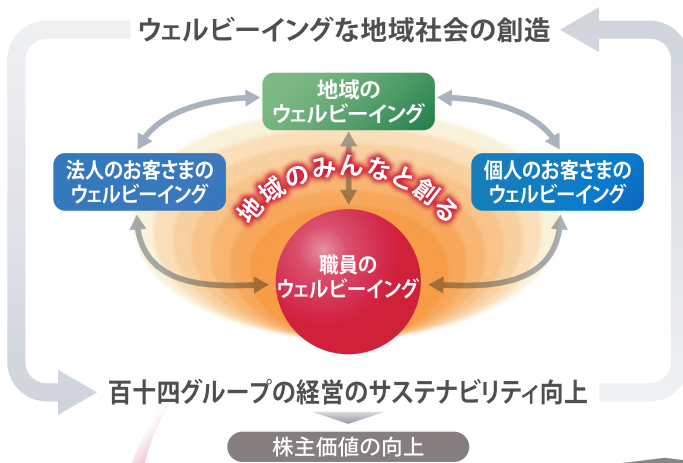 ウェルビーイングな地域社会の創造
地域の
ウェルビーイング
法人のお客さまの
ウェルビーイング
個人のお客さまの
ウェルビーイング
地域のみんなと創る
職員の
ウェルビーイング
百十四グループの経営のサステナビリティ向上
株主価値の向上